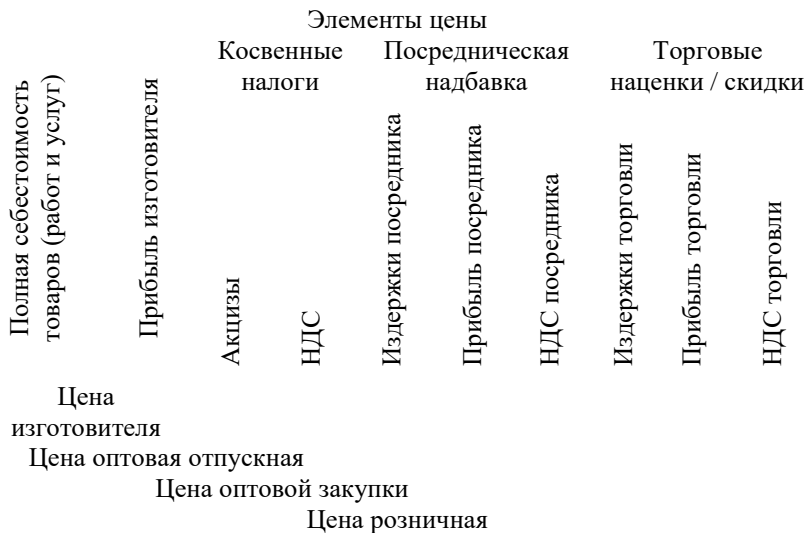 Элементы цены
Косвенные
налоги
Посредническая
надбавка
Торговые
наценки / скидки
Полная себестоимость
товаров (работ и услуг)
Прибыль изготовителя
Акцизы
НДС
Издержки посредника
Прибыль посредника
НДС посредника
Издержки торговли
Прибыль торговли
НДС торговли
Цена
изготовителя
Цена оптовая отпускная
Цена оптовой закупки
Цена розничная